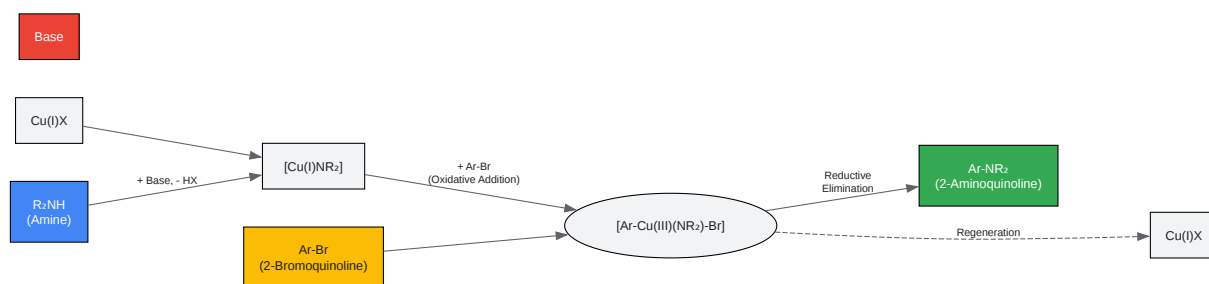 Base
Cu(I)X
R₂NH
(Amine)
+ Base, - HX
[Cu(I)NR₂]
+ Ar-Br
(Oxidative Addition)
Ar-Br
(2-Bromoquinoline)
[Ar-Cu(III)(NR₂)-Br]
Reductive
Elimination
Ar-NR₂
(2-Aminoquinoline)
Regeneration
Cu(I)X